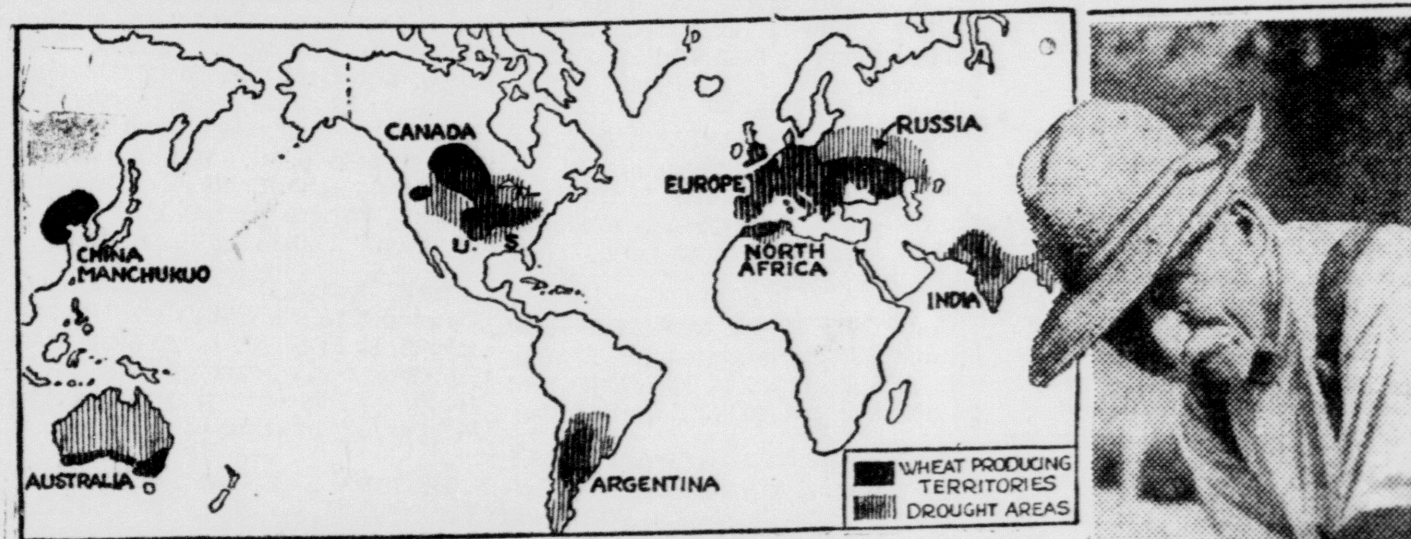 CANADA
RUSSIA
EUROPE
U. S.
CHINA
MANCHUKUO
NORTH
AFRICA
INDIA
AUSTRALIA
ARGENTINA
WHEAT PRODUCING
TERRITORIES
DROUGHT AREAS